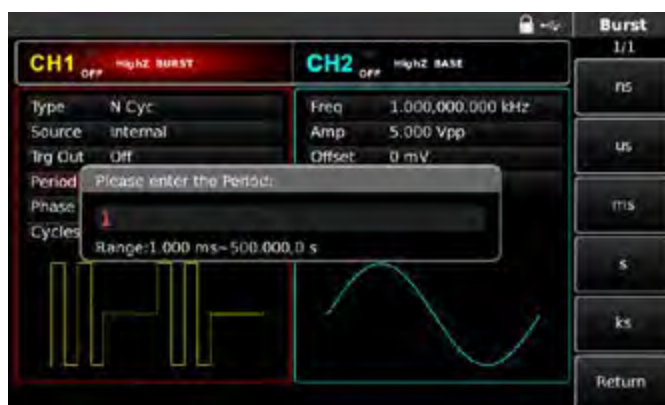 Burst
1/1
CH1 OFF HighZ BURST
CH2 OFF HighZ BASE
ns
us
ms
s
ks
Return
Type N Cyc
Source Internal
Trg Out Off
Period
Phase
Cycles
Freq 1.000,000,000 kHz
Amp 5.000 Vpp
Offset 0 mV
Please enter the Period:
1
Range:1.000 ms~500.000,0 s